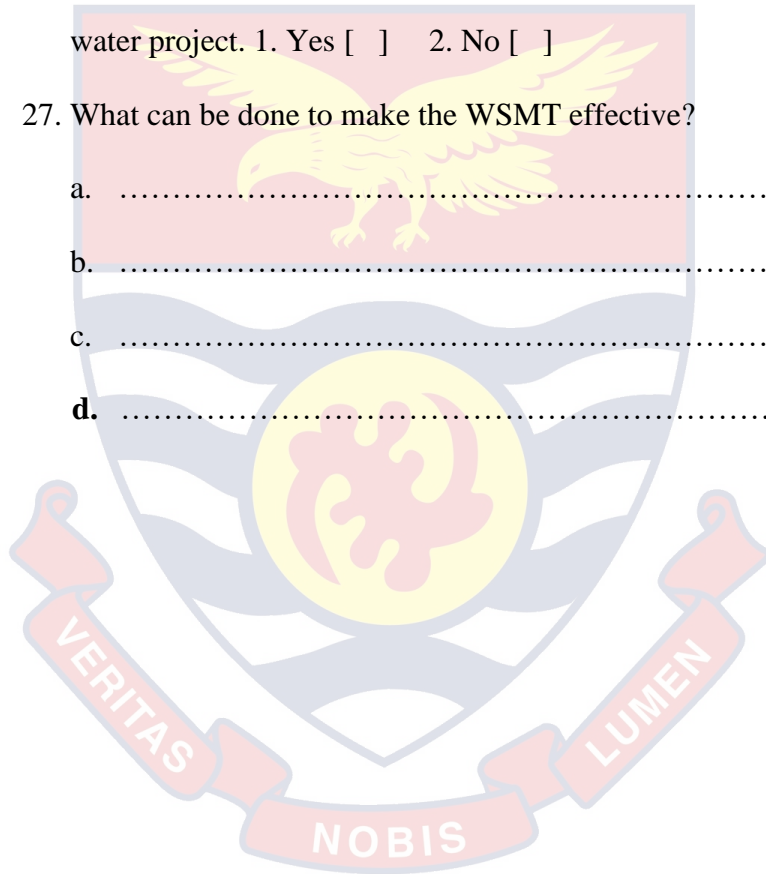 water project. 1. Yes [ ] 2. No [ ]
27. What can be done to make the WSMT effective?
a. ……………………………………………………
b. ……………………………………………………
c. ……………………………………………………
d. ……………………………………………………
VERITAS
NOBIS
LUMEN